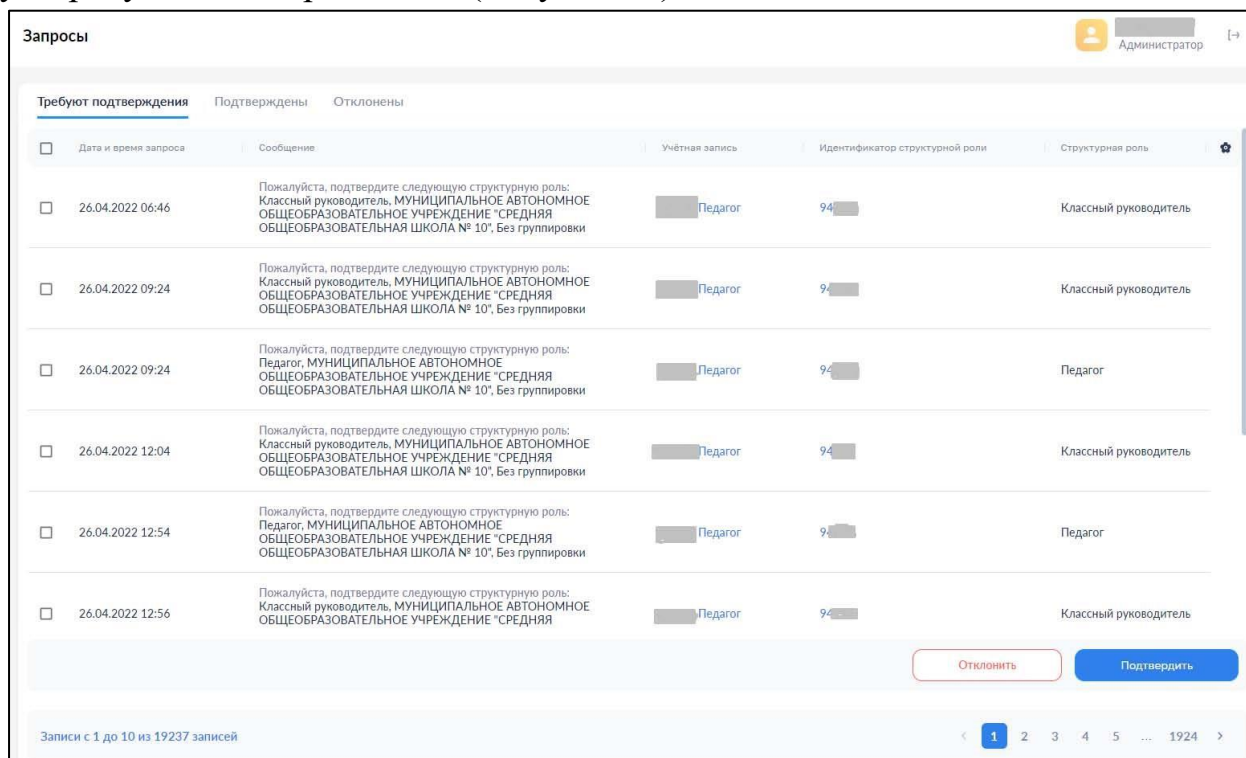 Запросы
Администратор
Требуют подтверждения Подтверждены Отклонены
Дата и время запроса Сообщение Учётная запись Идентификатор структурной роли Структурная роль
Пожалуйста, подтвердите следующую структурную роль:
Классный руководитель, МУНИЦИПАЛЬНОЕ АВТОНОМНОЕ
26.04.2022 06:46 ОБЩЕОБРАЗОВАТЕЛЬНОЕ УЧРЕЖДЕНИЕ "СРЕДНЯЯ Педагог 94 Классный руководитель
ОБЩЕОБРАЗОВАТЕЛЬНАЯ ШКОЛА № 10", Без группировки
Пожалуйста, подтвердите следующую структурную роль:
Классный руководитель, МУНИЦИПАЛЬНОЕ АВТОНОМНОЕ
26.04.2022 09:24 ОБЩЕОБРАЗОВАТЕЛЬНОЕ УЧРЕЖДЕНИЕ "СРЕДНЯЯ Педагог 94 Классный руководитель
ОБЩЕОБРАЗОВАТЕЛЬНАЯ ШКОЛА № 10", Без группировки
Пожалуйста, подтвердите следующую структурную роль:
Педагог, МУНИЦИПАЛЬНОЕ АВТОНОМНОЕ
26.04.2022 09:24 ОБЩЕОБРАЗОВАТЕЛЬНОЕ УЧРЕЖДЕНИЕ "СРЕДНЯЯ Педагог 94 Педагог
ОБЩЕОБРАЗОВАТЕЛЬНАЯ ШКОЛА № 10", Без группировки
Пожалуйста, подтвердите следующую структурную роль:
Классный руководитель, МУНИЦИПАЛЬНОЕ АВТОНОМНОЕ
26.04.2022 12:04 ОБЩЕОБРАЗОВАТЕЛЬНОЕ УЧРЕЖДЕНИЕ "СРЕДНЯЯ Педагог 94 Классный руководитель
ОБЩЕОБРАЗОВАТЕЛЬНАЯ ШКОЛА № 10", Без группировки
Пожалуйста, подтвердите следующую структурную роль:
Педагог, МУНИЦИПАЛЬНОЕ АВТОНОМНОЕ
26.04.2022 12:54 ОБЩЕОБРАЗОВАТЕЛЬНОЕ УЧРЕЖДЕНИЕ "СРЕДНЯЯ Педагог 9 Педагог
ОБЩЕОБРАЗОВАТЕЛЬНАЯ ШКОЛА № 10", Без группировки
Пожалуйста, подтвердите следующую структурную роль:
Классный руководитель, МУНИЦИПАЛЬНОЕ АВТОНОМНОЕ
26.04.2022 12:56 ОБЩЕОБРАЗОВАТЕЛЬНОЕ УЧРЕЖДЕНИЕ "СРЕДНЯЯ Педагог 94 Классный руководитель
Отклонить Подтвердить
Записи с 1 до 10 из 19237 записей < 1 2 3 4 5 ... 1924 >